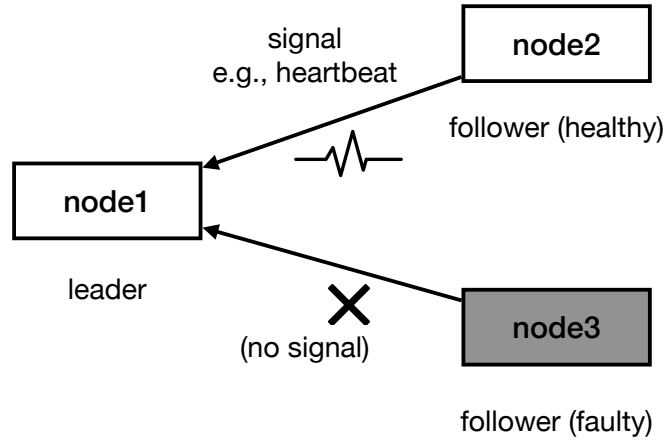 signal
e.g., heartbeat
node2
follower (healthy)
node1
leader
(no signal)
node3
follower (faulty)